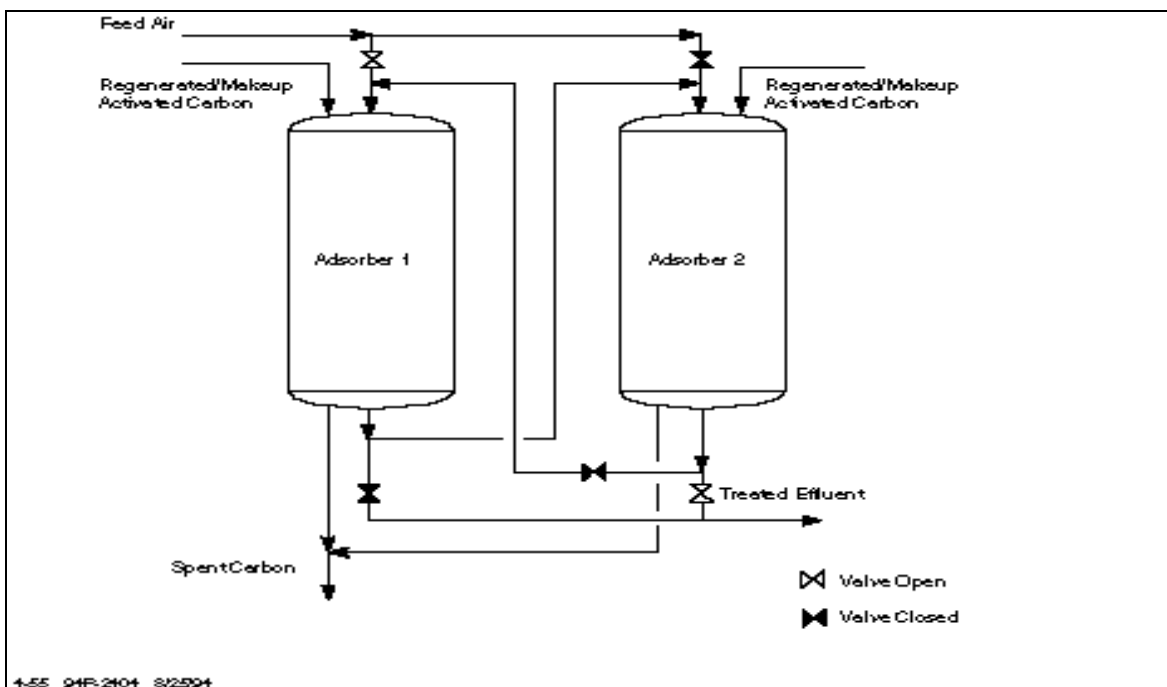 Feed Air
Regenerated/Makeup
Activated Carbon
Regenerated/Makeup
Activated Carbon
Adsorber 1
Adsorber 2
Treated Effluent
Spent Carbon
Valve Open
Valve Closed
4-55 94P-2104 8/25/94